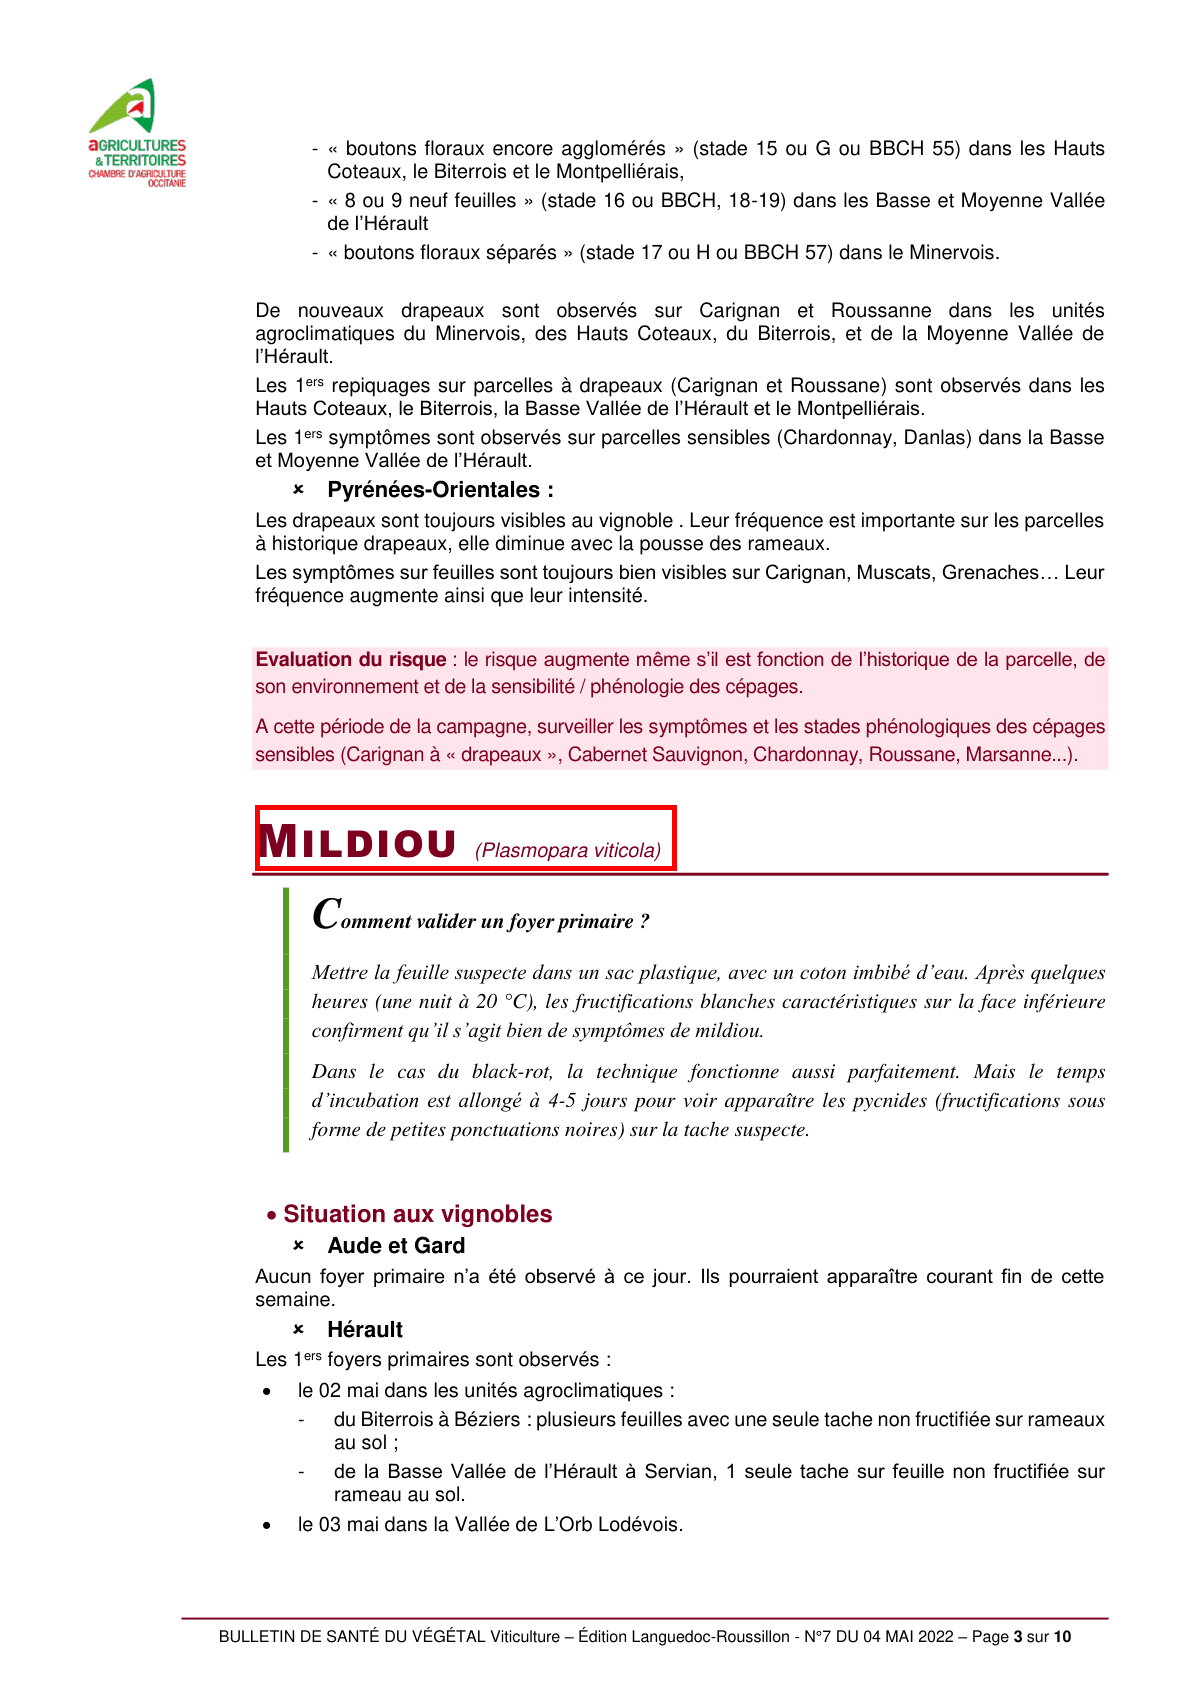 aGRICULTURES
& TERRITOIRES
CHAMBRE D'AGRICULTURE
OCCITANIE
- « boutons floraux encore agglomérés » (stade 15 ou G ou BBCH 55) dans les Hauts
Coteaux, le Biterrois et le Montpelliérais,
- « 8 ou 9 neuf feuilles » (stade 16 ou BBCH, 18-19) dans les Basse et Moyenne Vallée
de l’Hérault
- « boutons floraux séparés » (stade 17 ou H ou BBCH 57) dans le Minervois.
De nouveaux drapeaux sont observés sur Carignan et Roussanne dans les unités
agroclimatiques du Minervois, des Hauts Coteaux, du Biterrois, et de la Moyenne Vallée de
l’Hérault.
Les 1ers repiquages sur parcelles à drapeaux (Carignan et Roussane) sont observés dans les
Hauts Coteaux, le Biterrois, la Basse Vallée de l’Hérault et le Montpelliérais.
Les 1ers symptômes sont observés sur parcelles sensibles (Chardonnay, Danlas) dans la Basse
et Moyenne Vallée de l’Hérault.
× Pyrénées-Orientales :
Les drapeaux sont toujours visibles au vignoble . Leur fréquence est importante sur les parcelles
à historique drapeaux, elle diminue avec la pousse des rameaux.
Les symptômes sur feuilles sont toujours bien visibles sur Carignan, Muscats, Grenaches… Leur
fréquence augmente ainsi que leur intensité.
Evaluation du risque : le risque augmente même s’il est fonction de l’historique de la parcelle, de
son environnement et de la sensibilité / phénologie des cépages.
A cette période de la campagne, surveiller les symptômes et les stades phénologiques des cépages
sensibles (Carignan à « drapeaux », Cabernet Sauvignon, Chardonnay, Roussane, Marsanne...).
MILDIOU (Plasmopara viticola)
Comment valider un foyer primaire ?
Mettre la feuille suspecte dans un sac plastique, avec un coton imbibé d’eau. Après quelques
heures (une nuit à 20 °C), les fructifications blanches caractéristiques sur la face inférieure
confirment qu’il s’agit bien de symptômes de mildiou.
Dans le cas du black-rot, la technique fonctionne aussi parfaitement. Mais le temps
d’incubation est allongé à 4-5 jours pour voir apparaître les pycnides (fructifications sous
forme de petites ponctuations noires) sur la tache suspecte.
• Situation aux vignobles
× Aude et Gard
Aucun foyer primaire n’a été observé à ce jour. Ils pourraient apparaître courant fin de cette
semaine.
× Hérault
Les 1ers foyers primaires sont observés :
• le 02 mai dans les unités agroclimatiques :
- du Biterrois à Béziers : plusieurs feuilles avec une seule tache non fructifiée sur rameaux
au sol ;
- de la Basse Vallée de l’Hérault à Servian, 1 seule tache sur feuille non fructifiée sur
rameau au sol.
• le 03 mai dans la Vallée de L’Orb Lodévois.
BULLETIN DE SANTÉ DU VÉGÉTAL Viticulture – Édition Languedoc-Roussillon - N°7 DU 04 MAI 2022 – Page 3 sur 10